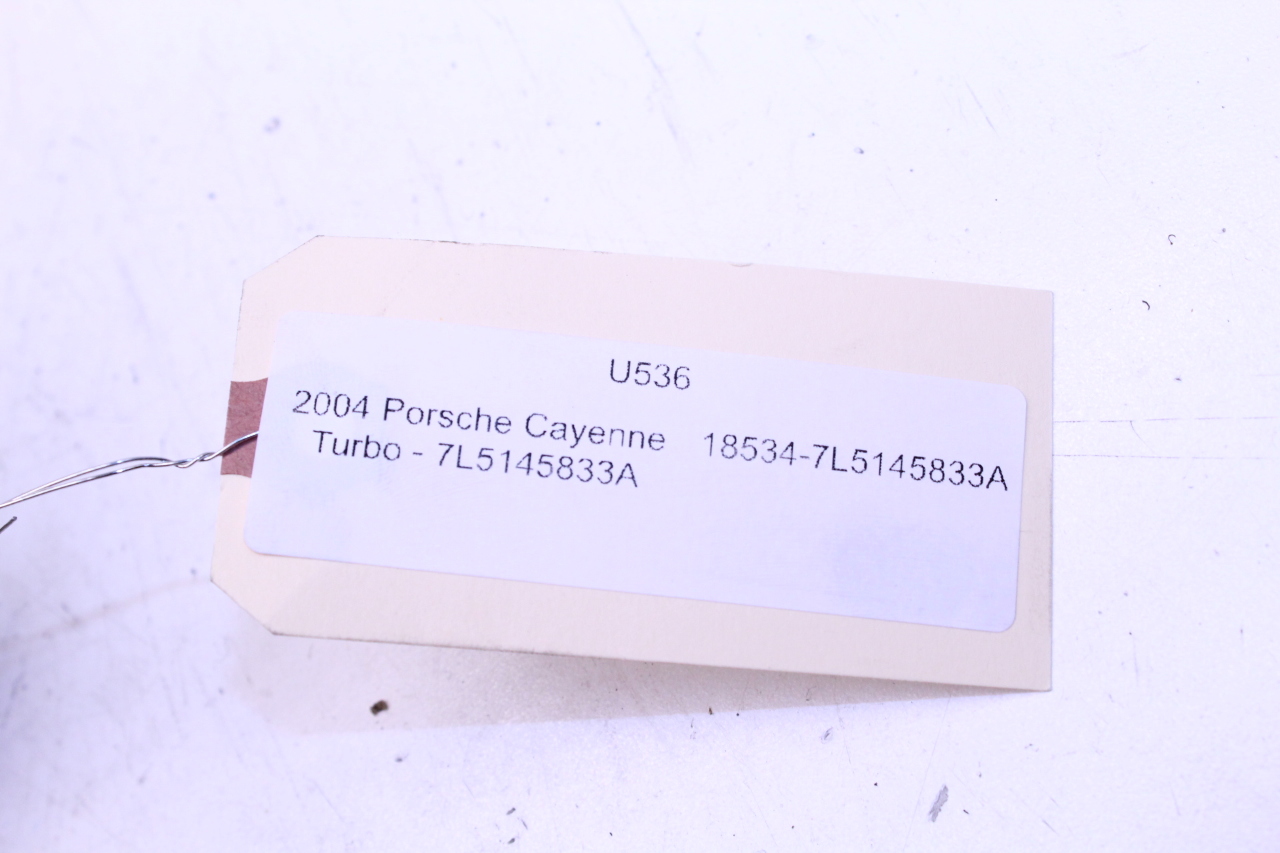 U536
2004 Porsche Cayenne
Turbo - 7L5145833A
18534-7L5145833A